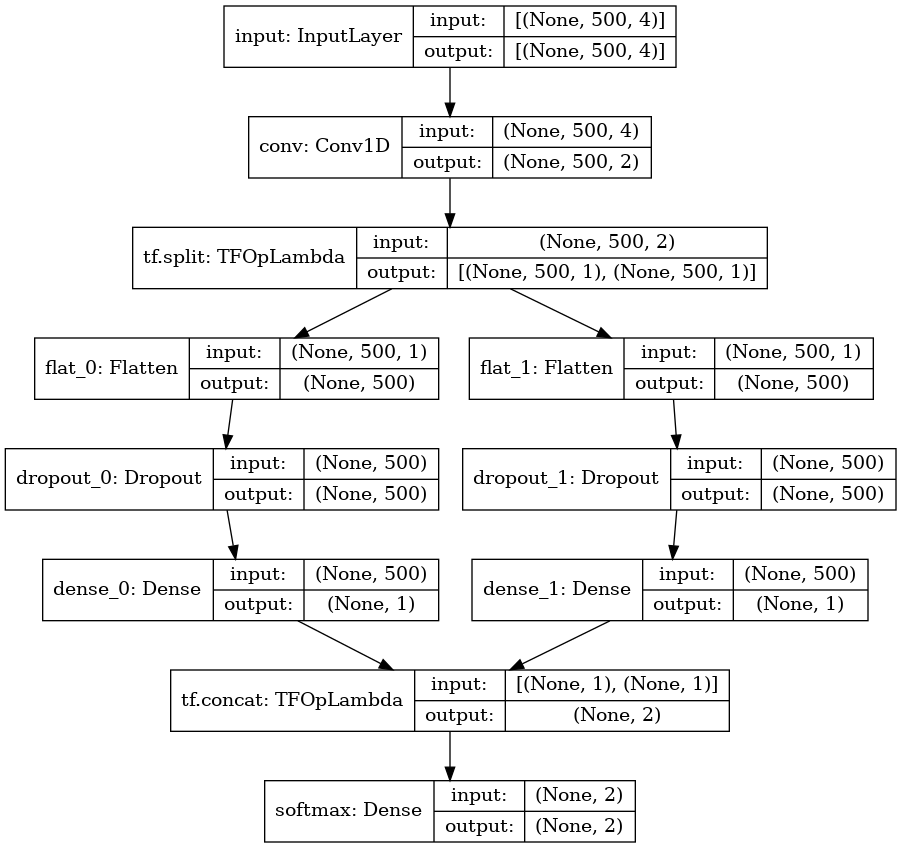 input: InputLayer
input:
[(None, 500, 4)]
output:
[(None, 500, 4)]
conv: Conv1D
input:
(None, 500, 4)
output:
(None, 500, 2)
tf.split: TFOpLambda
input:
(None, 500, 2)
output:
[(None, 500, 1), (None, 500, 1)]
flat_0: Flatten
input:
(None, 500, 1)
output:
(None, 500)
flat_1: Flatten
input:
(None, 500, 1)
output:
(None, 500)
dropout_0: Dropout
input:
(None, 500)
output:
(None, 500)
dropout_1: Dropout
input:
(None, 500)
output:
(None, 500)
dense_0: Dense
input:
(None, 500)
output:
(None, 1)
dense_1: Dense
input:
(None, 500)
output:
(None, 1)
tf.concat: TFOpLambda
input:
[(None, 1), (None, 1)]
output:
(None, 2)
softmax: Dense
input:
(None, 2)
output:
(None, 2)